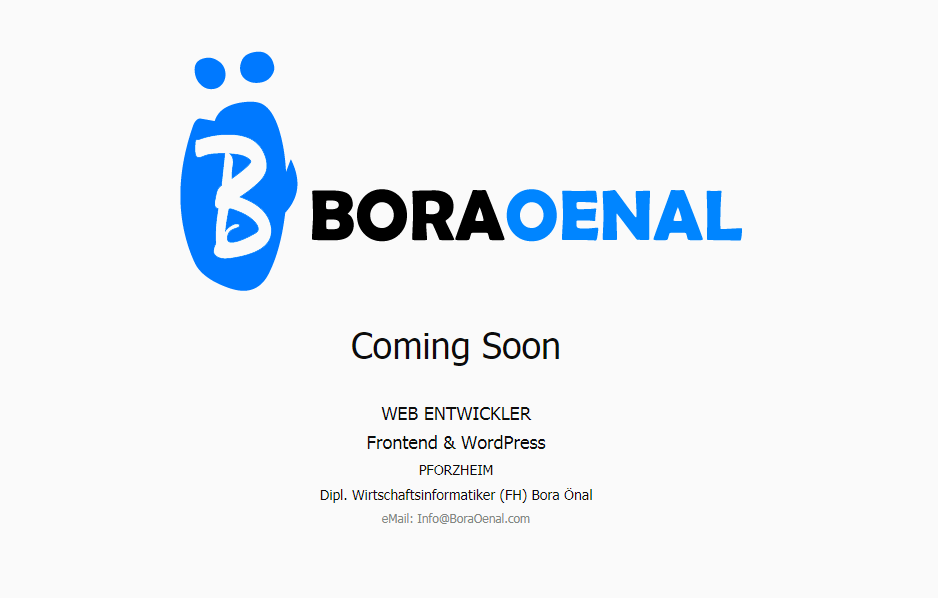 B
BORAOENAL
Coming Soon
WEB ENTWICKLER
Frontend & WordPress
PFORZHEIM
Dipl. Wirtschaftsinformatiker (FH) Bora Önal
eMail: Info@BoraOenal.com